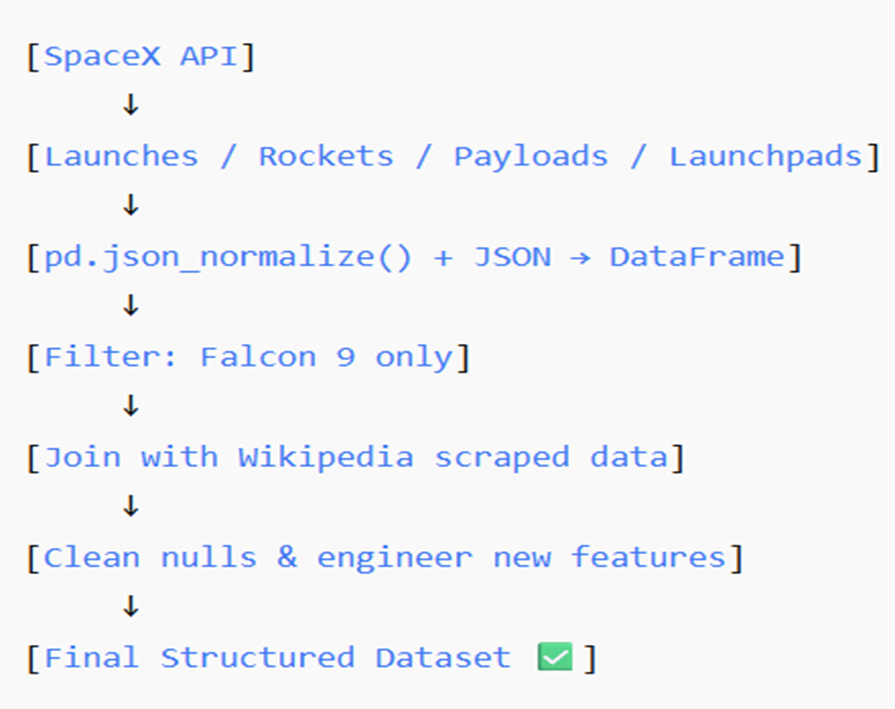 [SpaceX API]
↓
[Launches / Rockets / Payloads / Launchpads]
↓
[pd.json_normalize() + JSON → DataFrame]
↓
[Filter: Falcon 9 only]
↓
[Join with Wikipedia scraped data]
↓
[Clean nulls & engineer new features]
↓
[Final Structured Dataset ✅ ]